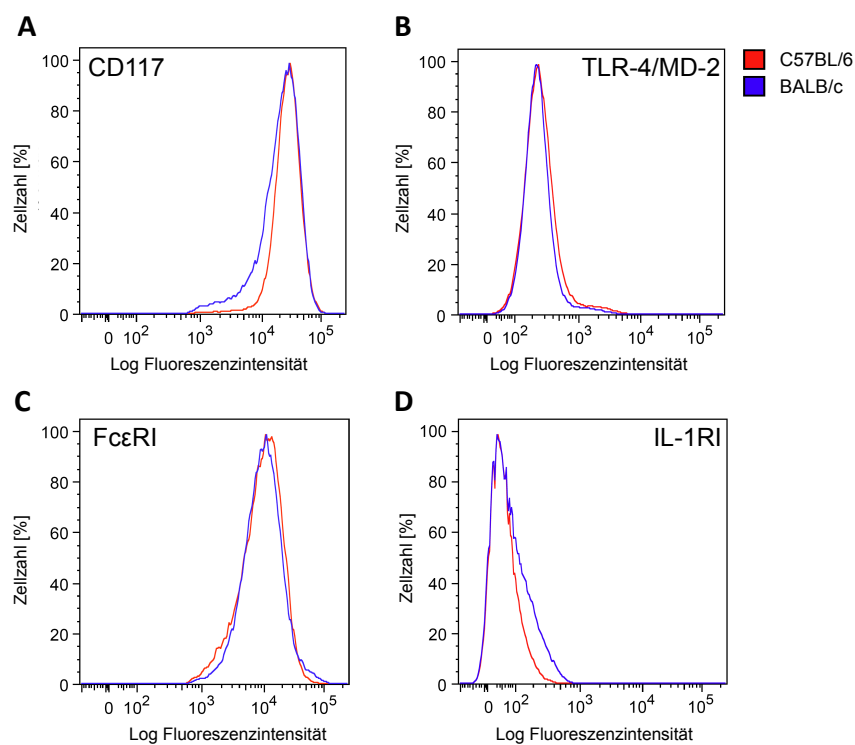 A
CD117
Zellzahl [%]
100
80
60
40
20
0
0 10² 10³ 10⁴ 10⁵
Log Fluoreszenzintensität
B
TLR-4/MD-2
Zellzahl [%]
100
80
60
40
20
0
0 10² 10³ 10⁴ 10⁵
Log Fluoreszenzintensität
C57BL/6
BALB/c
C
FcεRI
Zellzahl [%]
100
80
60
40
20
0
0 10² 10³ 10⁴ 10⁵
Log Fluoreszenzintensität
D
IL-1RI
Zellzahl [%]
100
80
60
40
20
0
0 10² 10³ 10⁴ 10⁵
Log Fluoreszenzintensität